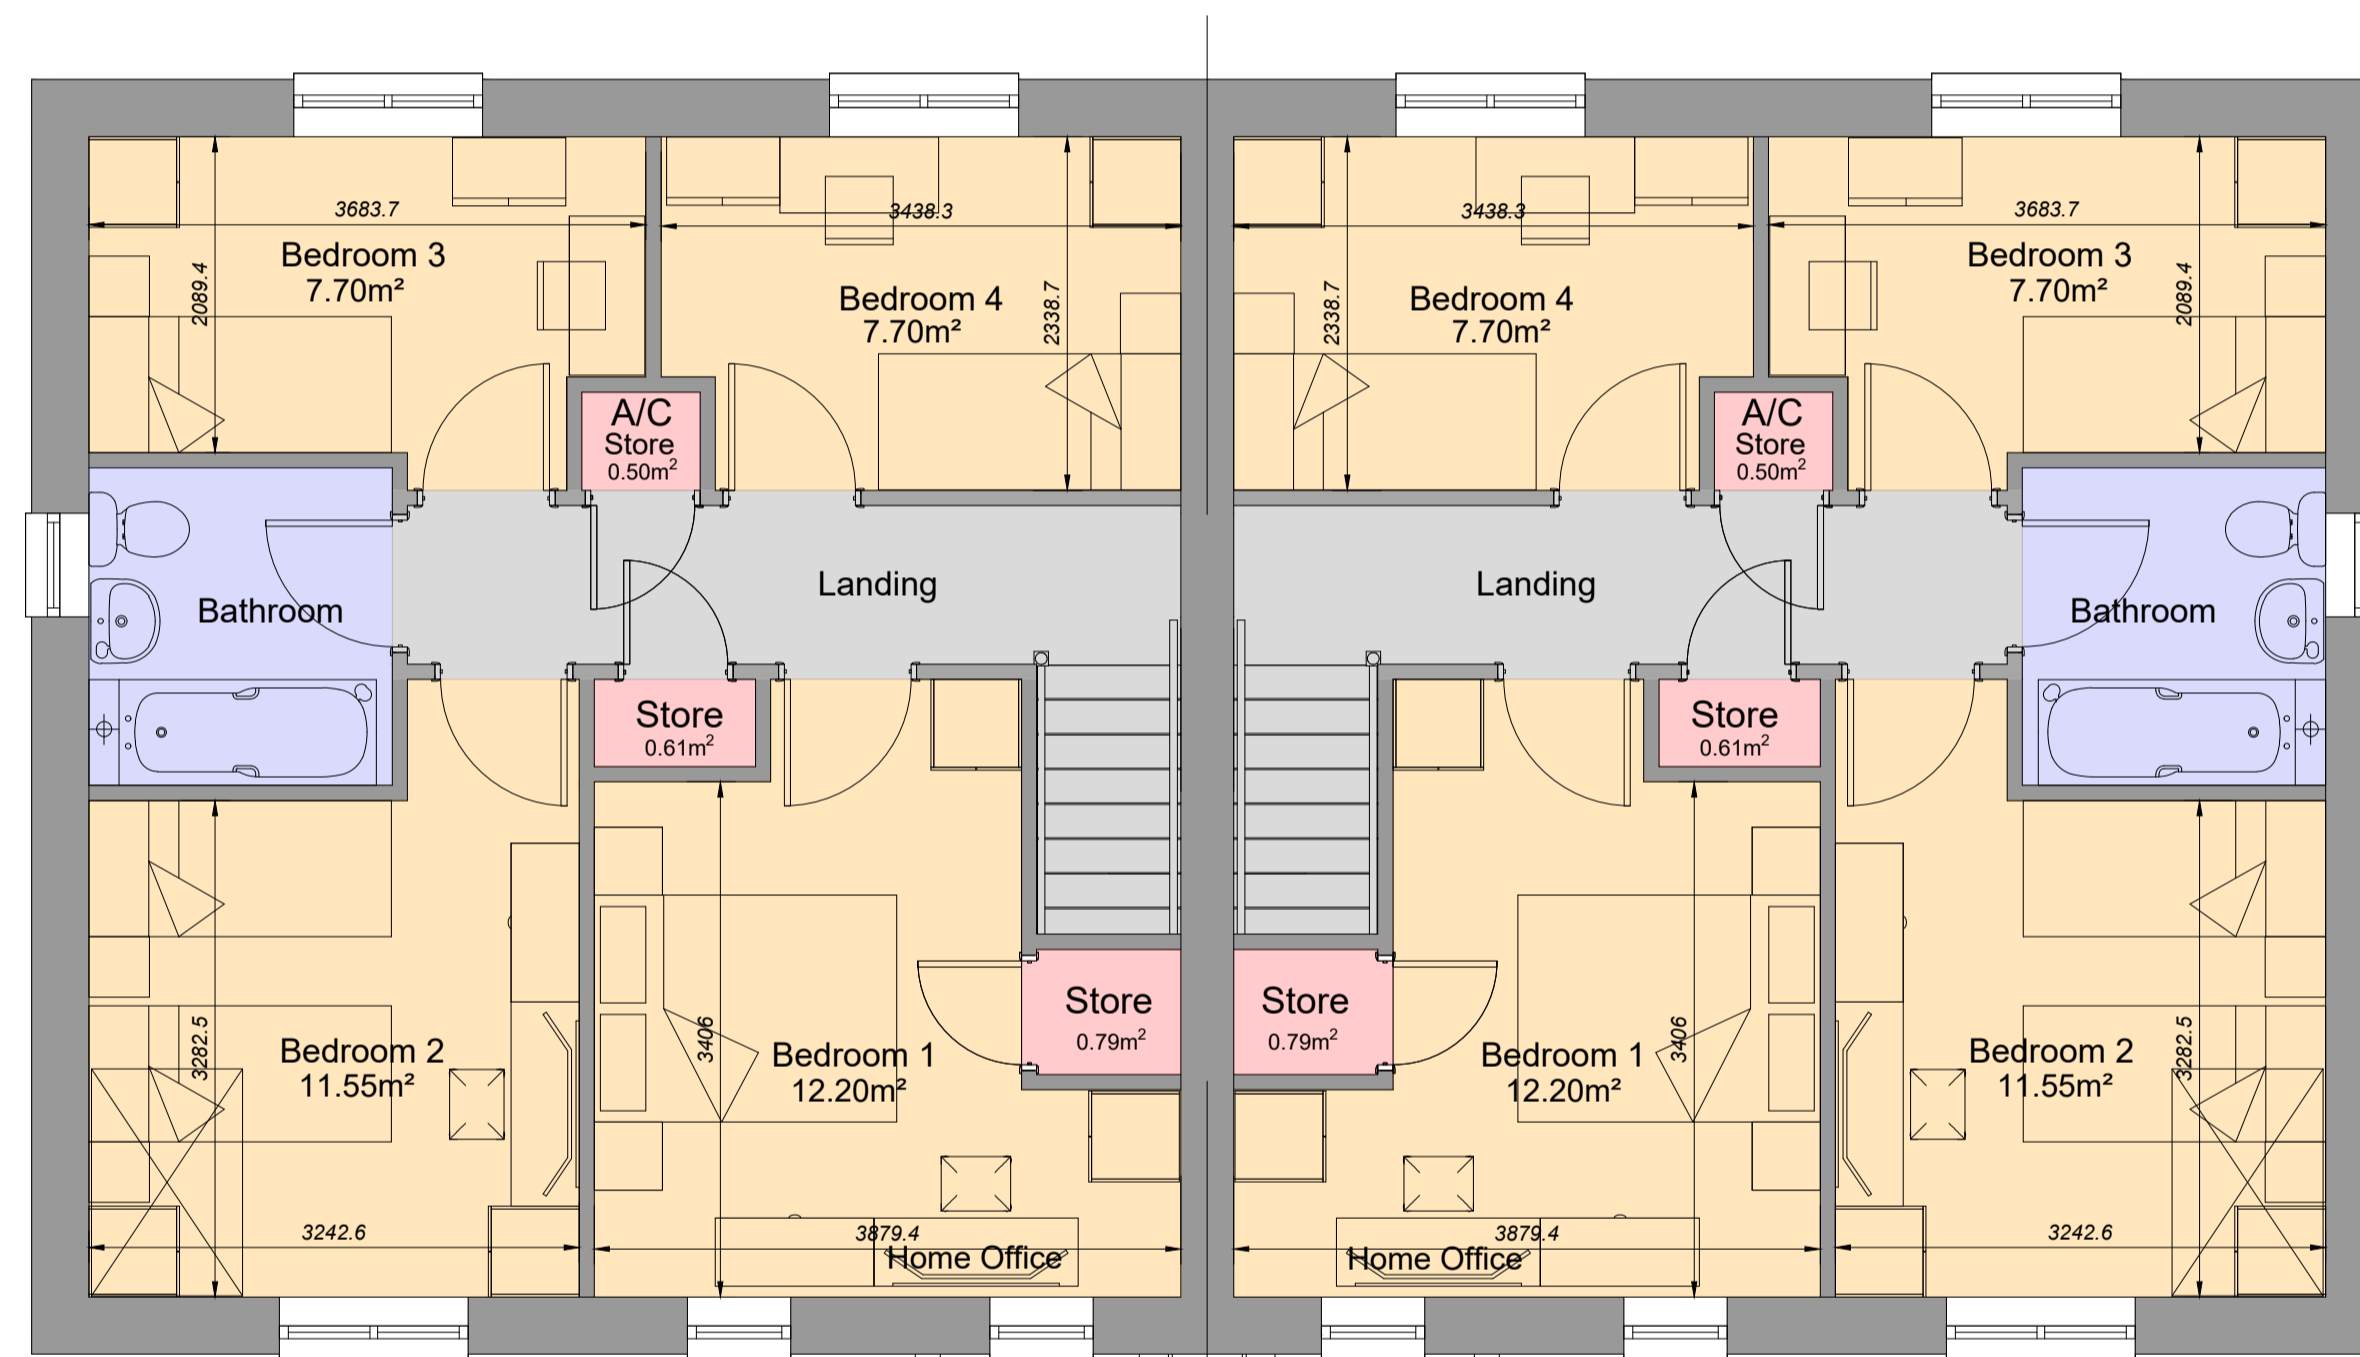 3683.7
3438.3
3438.3
3683.7
Bedroom 3
7.70m²
2089.4
Bedroom 4
7.70m²
2338.7
Bedroom 4
7.70m²
2338.7
Bedroom 3
7.70m²
2089.4
A/C
Store
0.50m²
A/C
Store
0.50m²
Bathroom
Landing
Landing
Bathroom
Store
0.61m²
Store
0.61m²
Store
0.79m²
Store
0.79m²
Bedroom 2
11.55m²
3282.5
Bedroom 1
12.20m²
3406
Bedroom 1
12.20m²
3406
Bedroom 2
11.55m²
3282.5
3242.6
3879.4
Home Office
3879.4
Home Office
3242.6